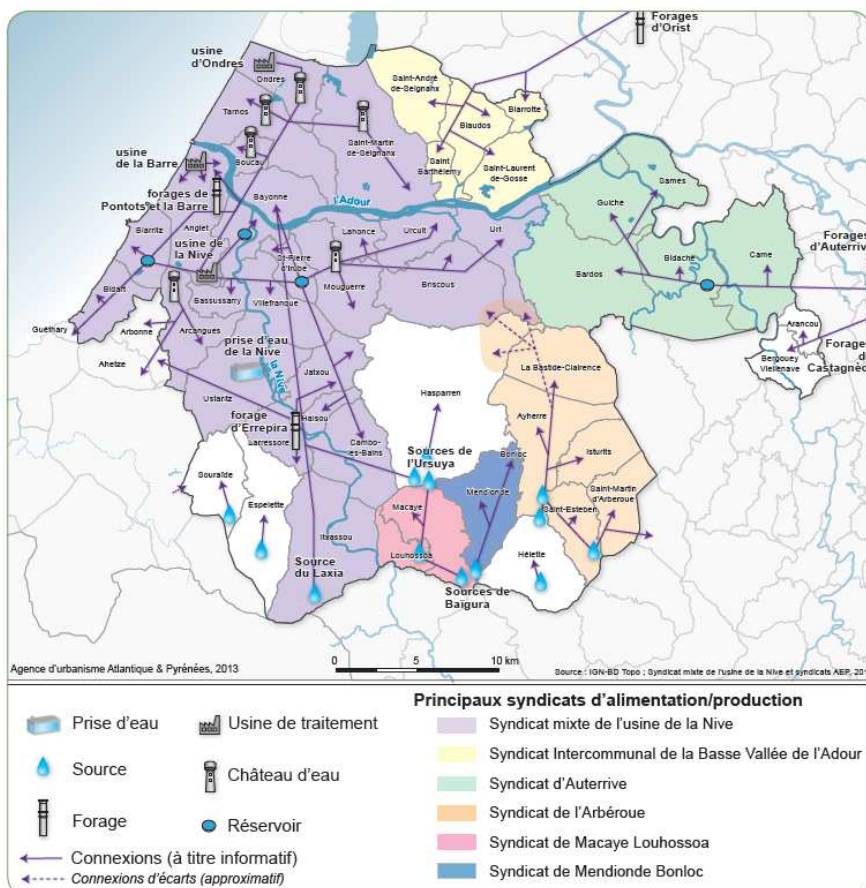 Forages
d'Orist
usine
d'Ondres
Ondres
Tarnos
Saint-André
de-Seignanx
Biarrotte
Biaudos
Saint-Martin
de-Seignanx
Saint
Barthélemy
Saint-Laurent
de-Gosse
usine
de la Barre
Boucau
forages de
Pontots et la Barre
Bayonne
l'Adour
Sames
Guiche
Biarritz
Anglet
usine de
la Nive
Lahonce
Urcuit
Urt
St-Pierre
d'Irube
Mouguerre
Briscous
Bardos
Bidache
Came
Forages
d'Auterrive
Bidart
Bassussarry
Villefranque
Guéthary
Arbonne
Arcangues
Ahetze
prise d'eau
de la Nive
la Nive
Arancou
Bergouey
Viellenave
Forages
de
Castagnède
La Bastide-Clairence
Jatxou
Hasparren
Ustaritz
forage
d'Errepira
Halsou
Larressore
Cambo-
les-Bains
Ayherre
Isturits
Bonloc
Sources de
l'Ursuya
Souraïde
Espelette
Macaye
Mendionde
Saint-Martin
d'Arberoue
Saint-Esteben
Itxassou
Louhossoa
Hélette
Source
du Laxia
Sources de
Baïgura
Agence d'urbanisme Atlantique & Pyrénées, 2013
0 5 10 km
Source : IGN-BD Topo ; Syndicat mixte de l'usine de la Nive et syndicats AEP, 201
Prise d'eau
Usine de traitement
Source
Château d'eau
Forage
Réservoir
Connexions (à titre informatif)
Connexions d'écarts (approximatif)
Principaux syndicats d'alimentation/production
Syndicat mixte de l'usine de la Nive
Syndicat Intercommunal de la Basse Vallée de l'Adour
Syndicat d'Auterrive
Syndicat de l'Arbéroue
Syndicat de Macaye Louhossoa
Syndicat de Mendionde Bonloc